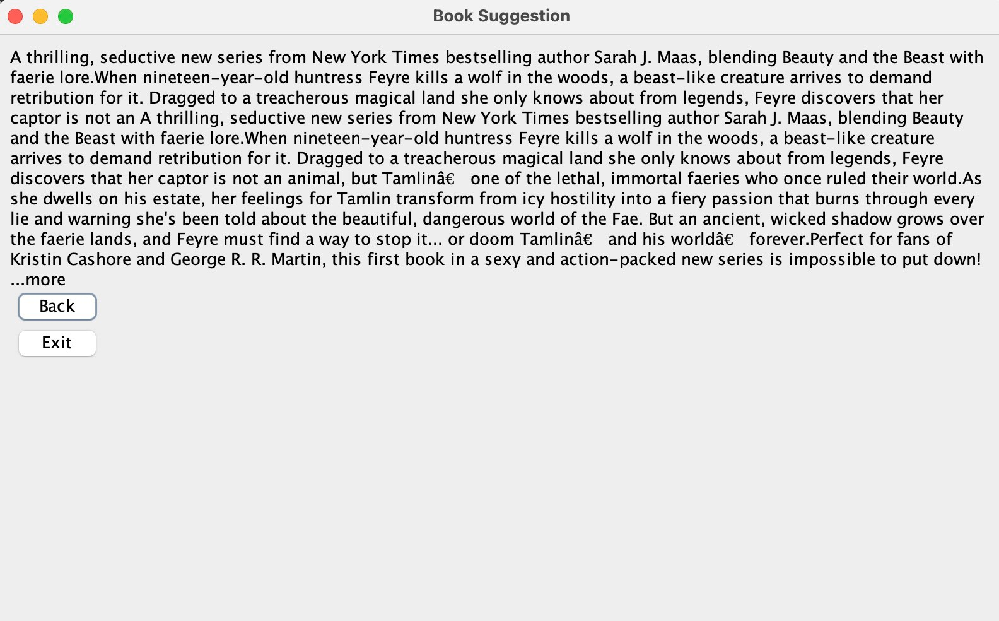 Book Suggestion
A thrilling, seductive new series from New York Times bestselling author Sarah J. Maas, blending Beauty and the Beast with
faerie lore.When nineteen-year-old huntress Feyre kills a wolf in the woods, a beast-like creature arrives to demand
retribution for it. Dragged to a treacherous magical land she only knows about from legends, Feyre discovers that her
captor is not an A thrilling, seductive new series from New York Times bestselling author Sarah J. Maas, blending Beauty
and the Beast with faerie lore.When nineteen-year-old huntress Feyre kills a wolf in the woods, a beast-like creature
arrives to demand retribution for it. Dragged to a treacherous magical land she only knows about from legends, Feyre
discovers that her captor is not an animal, but Tamlinâ€ one of the lethal, immortal faeries who once ruled their world.As
she dwells on his estate, her feelings for Tamlin transform from icy hostility into a fiery passion that burns through every
lie and warning she's been told about the beautiful, dangerous world of the Fae. But an ancient, wicked shadow grows over
the faerie lands, and Feyre must find a way to stop it... or doom Tamlinâ€ and his worldâ€ forever.Perfect for fans of
Kristin Cashore and George R. R. Martin, this first book in a sexy and action-packed new series is impossible to put down!
...more
Back
Exit